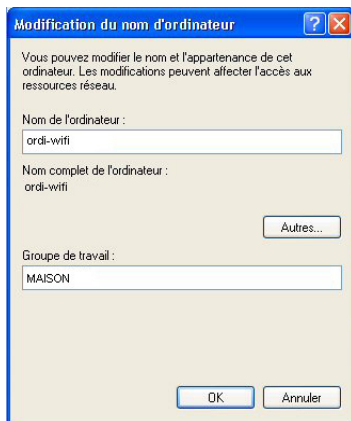 Modification du nom d'ordinateur
Vous pouvez modifier le nom et l'appartenance de cet
ordinateur. Les modifications peuvent affecter l'accès aux
ressources réseau.
Nom de l'ordinateur :
ordi-wifi
Nom complet de l'ordinateur :
ordi-wifi
Autres...
Groupe de travail :
MAISON
OK
Annuler